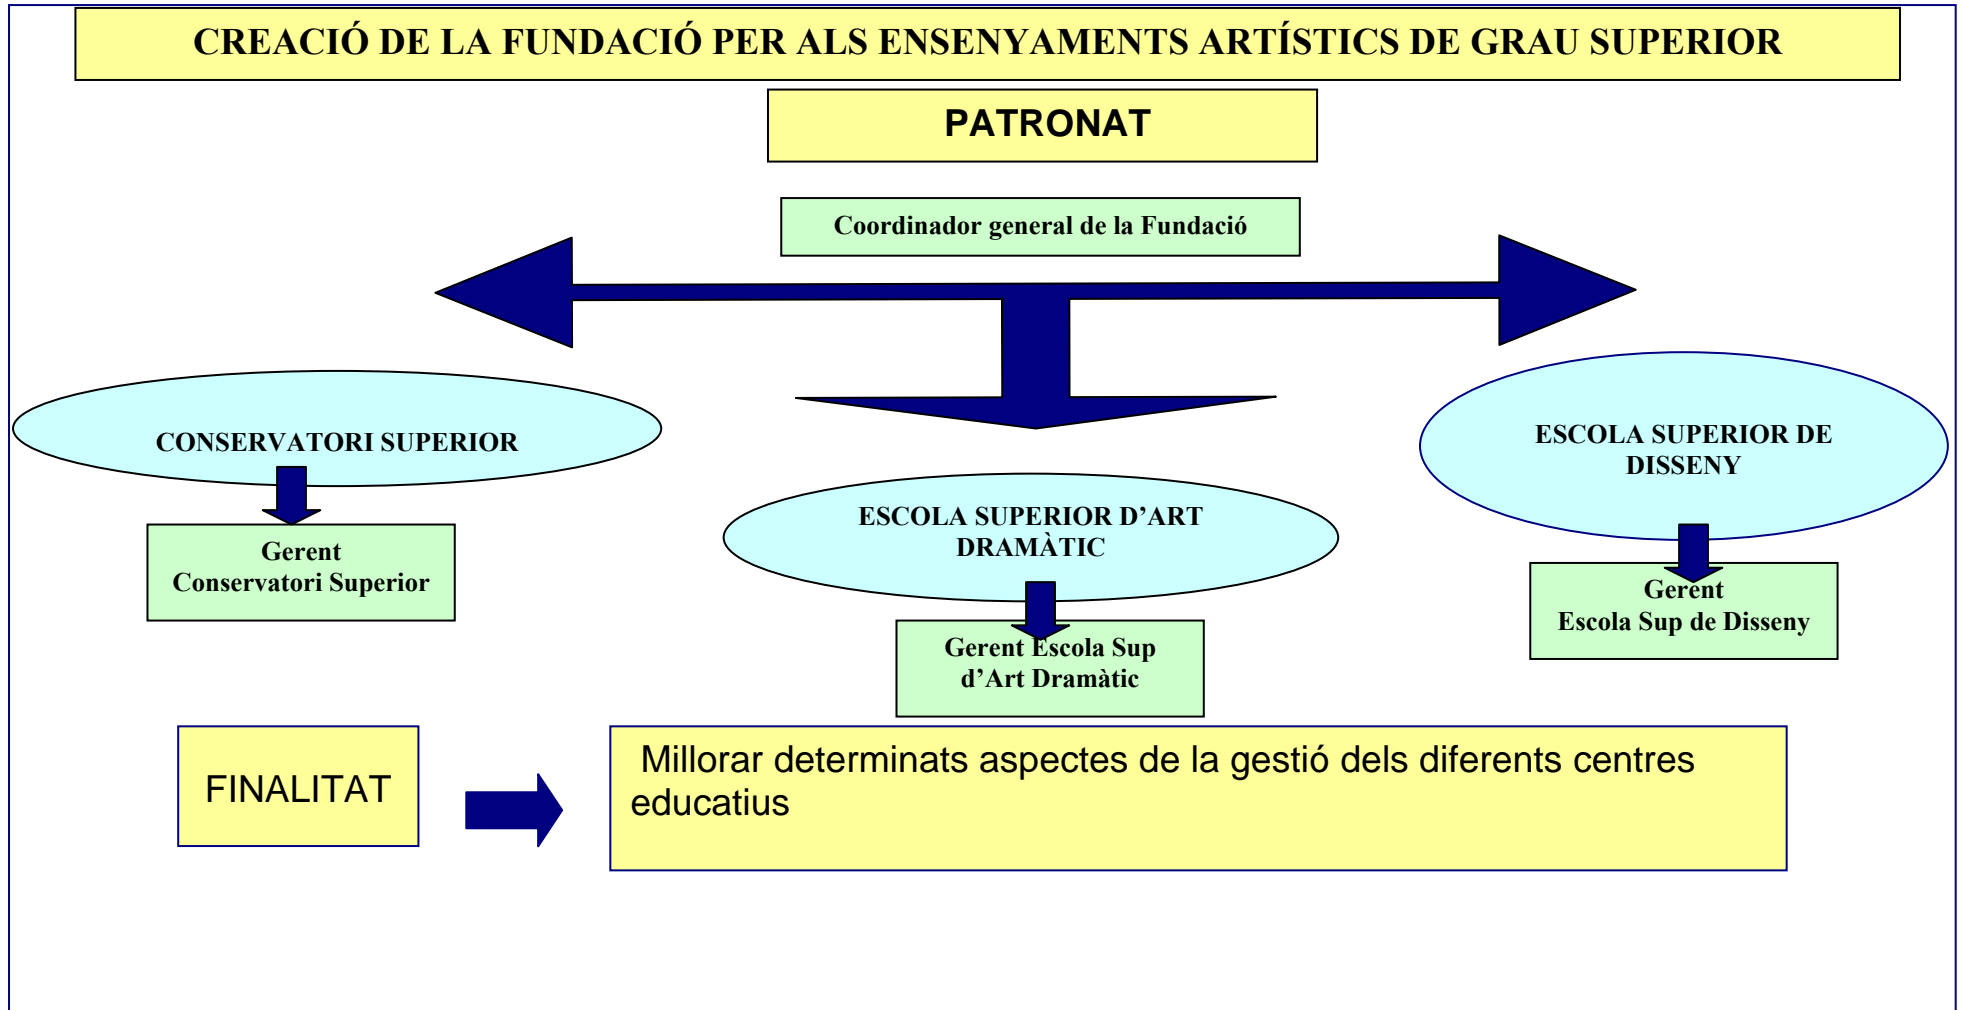 CREACIÓ DE LA FUNDACIÓ PER ALS ENSENYAMENTS ARTÍSTICS DE GRAU SUPERIOR
PATRONAT
Coordinador general de la Fundació
CONSERVATORI SUPERIOR
Gerent
Conservatori Superior
ESCOLA SUPERIOR D’ART
DRAMÀTIC
Gerent Escola Sup
d’Art Dramàtic
ESCOLA SUPERIOR DE
DISSENY
Gerent
Escola Sup de Disseny
FINALITAT
Millorar determinats aspectes de la gestió dels diferents centres
educatius